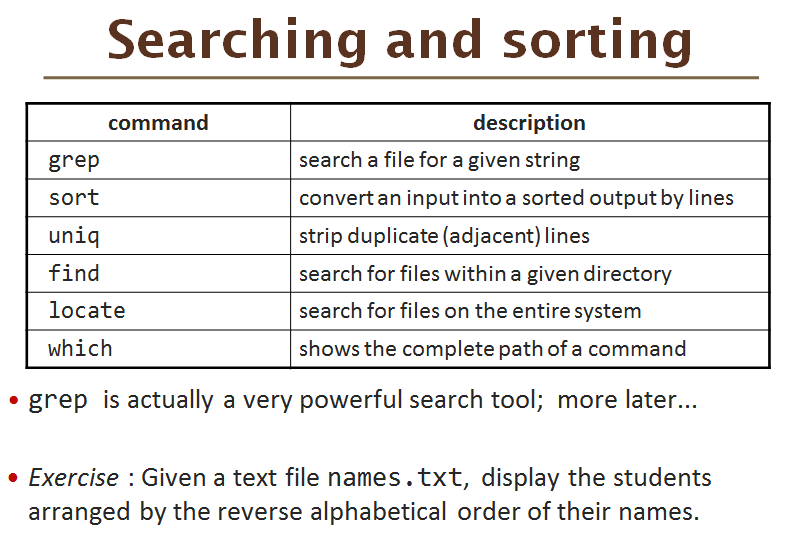 Searching and sorting
command description
grep search a file for a given string
sort convert an input into a sorted output by lines
uniq strip duplicate (adjacent) lines
find search for files within a given directory
locate search for files on the entire system
which shows the complete path of a command
• grep is actually a very powerful search tool; more later...
• Exercise : Given a text file names.txt, display the students
arranged by the reverse alphabetical order of their names.